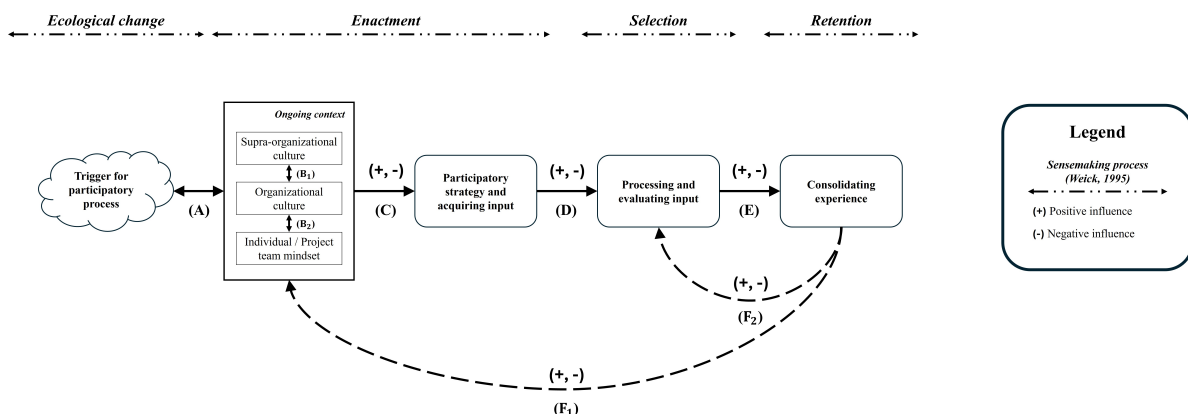 Ecological change
Enactment
Selection
Retention
Ongoing context
Supra-organizational
culture
(B₁)
Organizational
culture
(B₂)
Individual / Project
team mindset
Trigger for
participatory
process
(A)
(+, -)
(C)
Participatory
strategy and
acquiring input
(+, -)
(D)
Processing and
evaluating input
(+, -)
(E)
Consolidating
experience
(+, -)
(F₂)
(+, -)
(F₁)
Legend
Sensemaking process
(Weick, 1995)
(+) Positive influence
(-) Negative influence